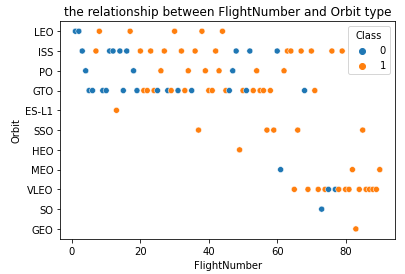 the relationship between FlightNumber and Orbit type
Class
0
1
LEO
ISS
PO
GTO
ES-L1
SSO
HEO
MEO
VLEO
SO
GEO
Orbit
0 20 40 60 80
FlightNumber